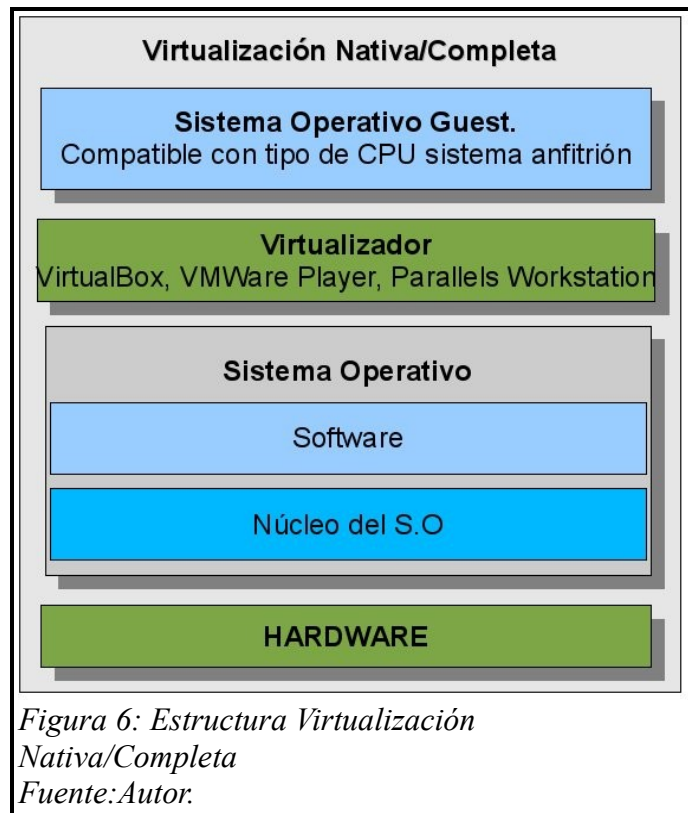 Virtualización Nativa/Completa
Sistema Operativo Guest.
Compatible con tipo de CPU sistema anfitrión
Virtualizador
VirtualBox, VMWare Player, Parallels Workstation
Sistema Operativo
Software
Núcleo del S.O
HARDWARE
Figura 6: Estructura Virtualización
Nativa/Completa
Fuente:Autor.